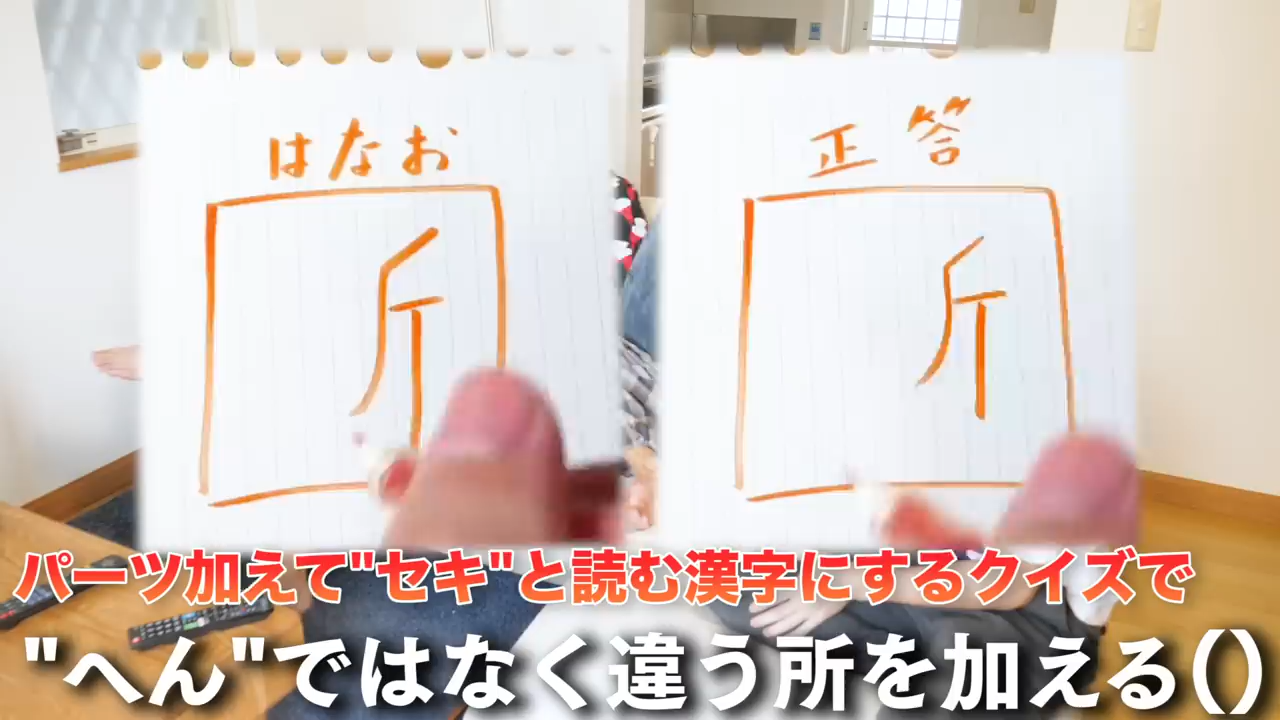 はなお
斤
正答
斤
パーツ加えて"セキ"と読む漢字にするクイズで
"へん"ではなく違う所を加える()